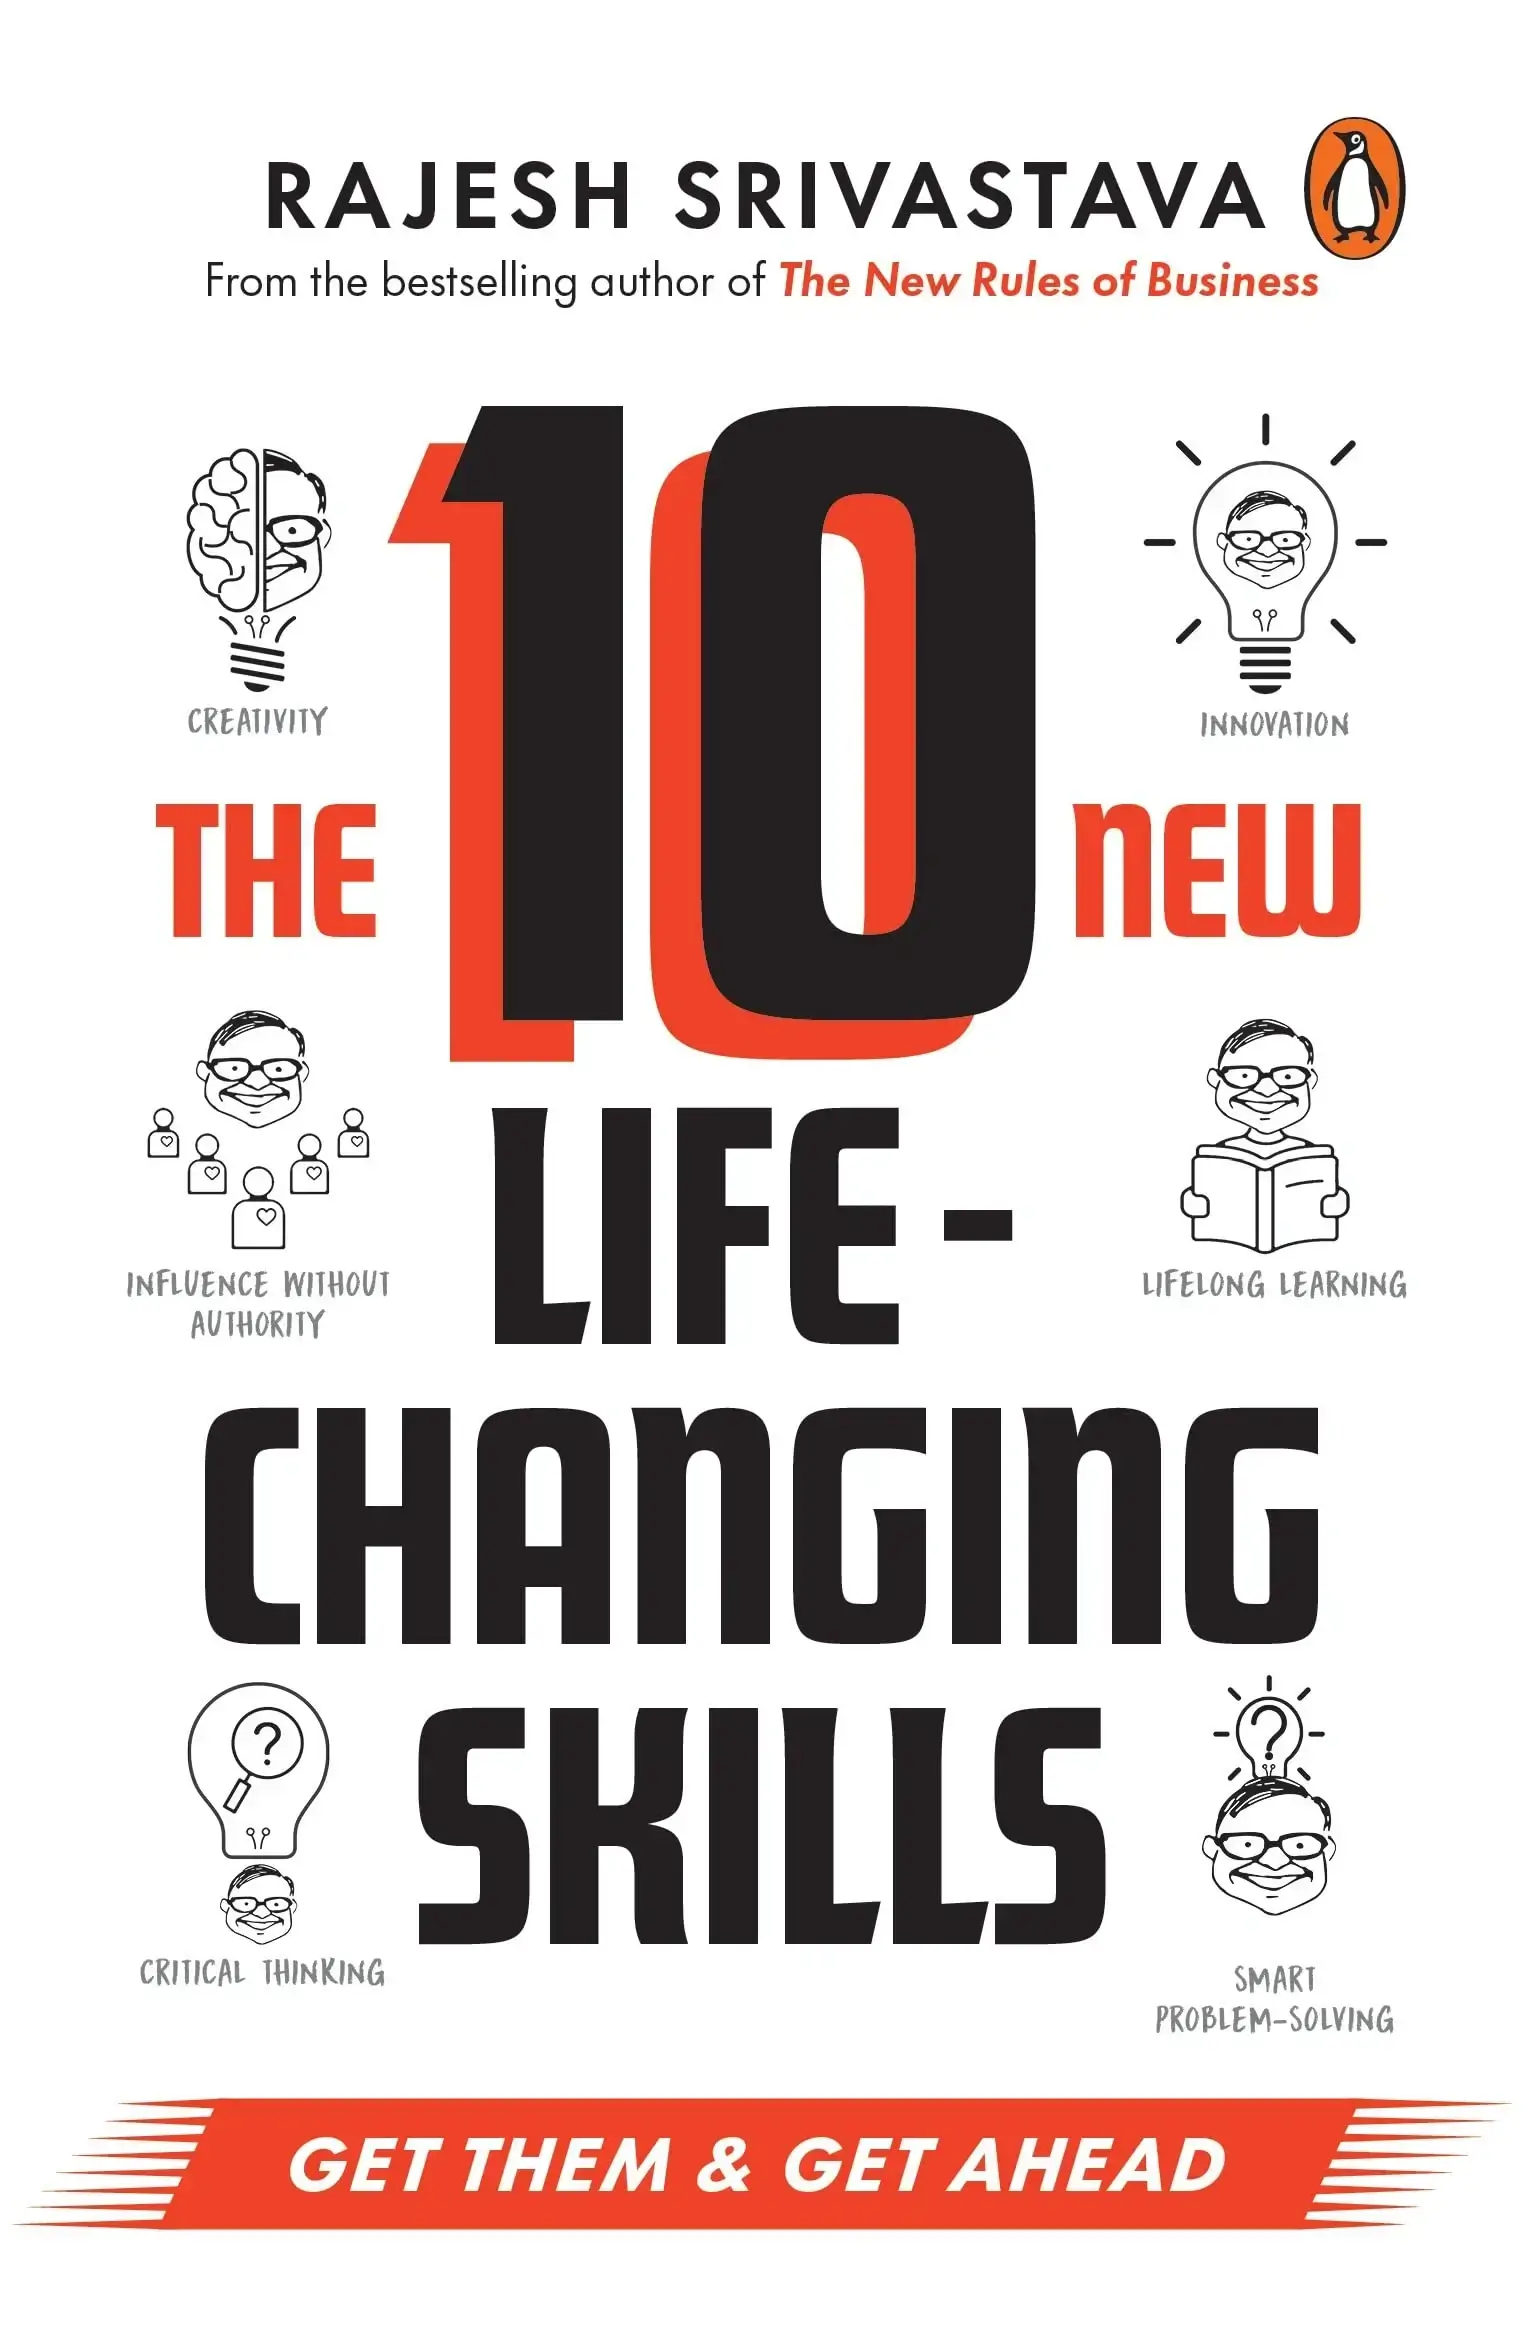 RAJESH SRIVASTAVA
From the bestselling author of The New Rules of Business
CREATIVITY
INNOVATION
THE 10 NEW
LIFE-
INFLUENCE WITHOUT
AUTHORITY
LIFELONG LEARNING
CHANGING
SKILLS
CRITICAL THINKING
SMART
PROBLEM-SOLVING
?
?
GET THEM & GET AHEAD